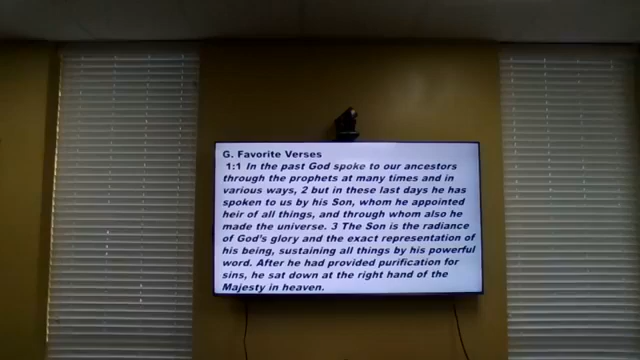 G. Favorite Verses
1:1 In the past God spoke to our ancestors
through the prophets at many times and in
various ways, 2 but in these last days he has
spoken to us by his Son, whom he appointed
heir of all things, and through whom also he
made the universe. 3 The Son is the radiance
of God's glory and the exact representation of
his being, sustaining all things by his powerful
word. After he had provided purification for
sins, he sat down at the right hand of the
Majesty in heaven.